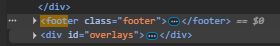 </div>
<footer class="footer">…</footer> == $0
<div id="overlays">…</div>